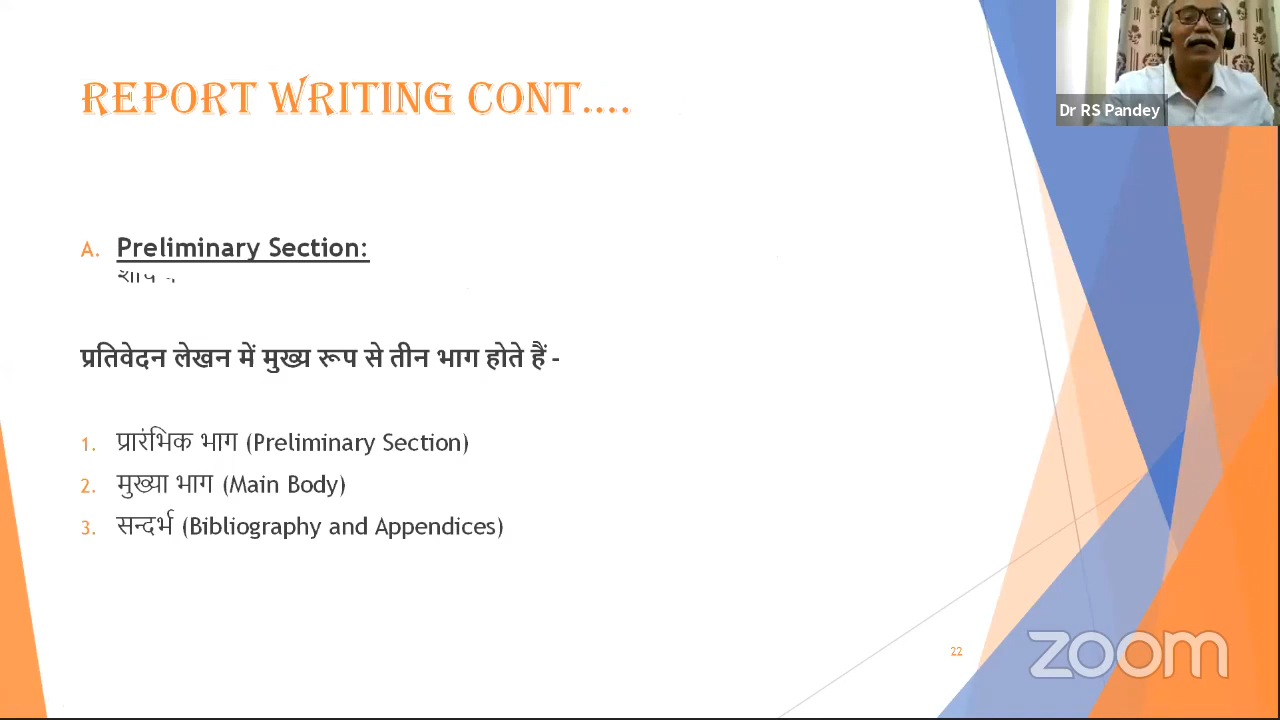 REPORT WRITING CONT....
Dr RS Pandey
A. Preliminary Section:
प्रतिवेदन लेखन में मुख्य रूप से तीन भाग होते हैं -
1. प्रारंभिक भाग (Preliminary Section)
2. मुख्या भाग (Main Body)
3. सन्दर्भ (Bibliography and Appendices)
22
zoom